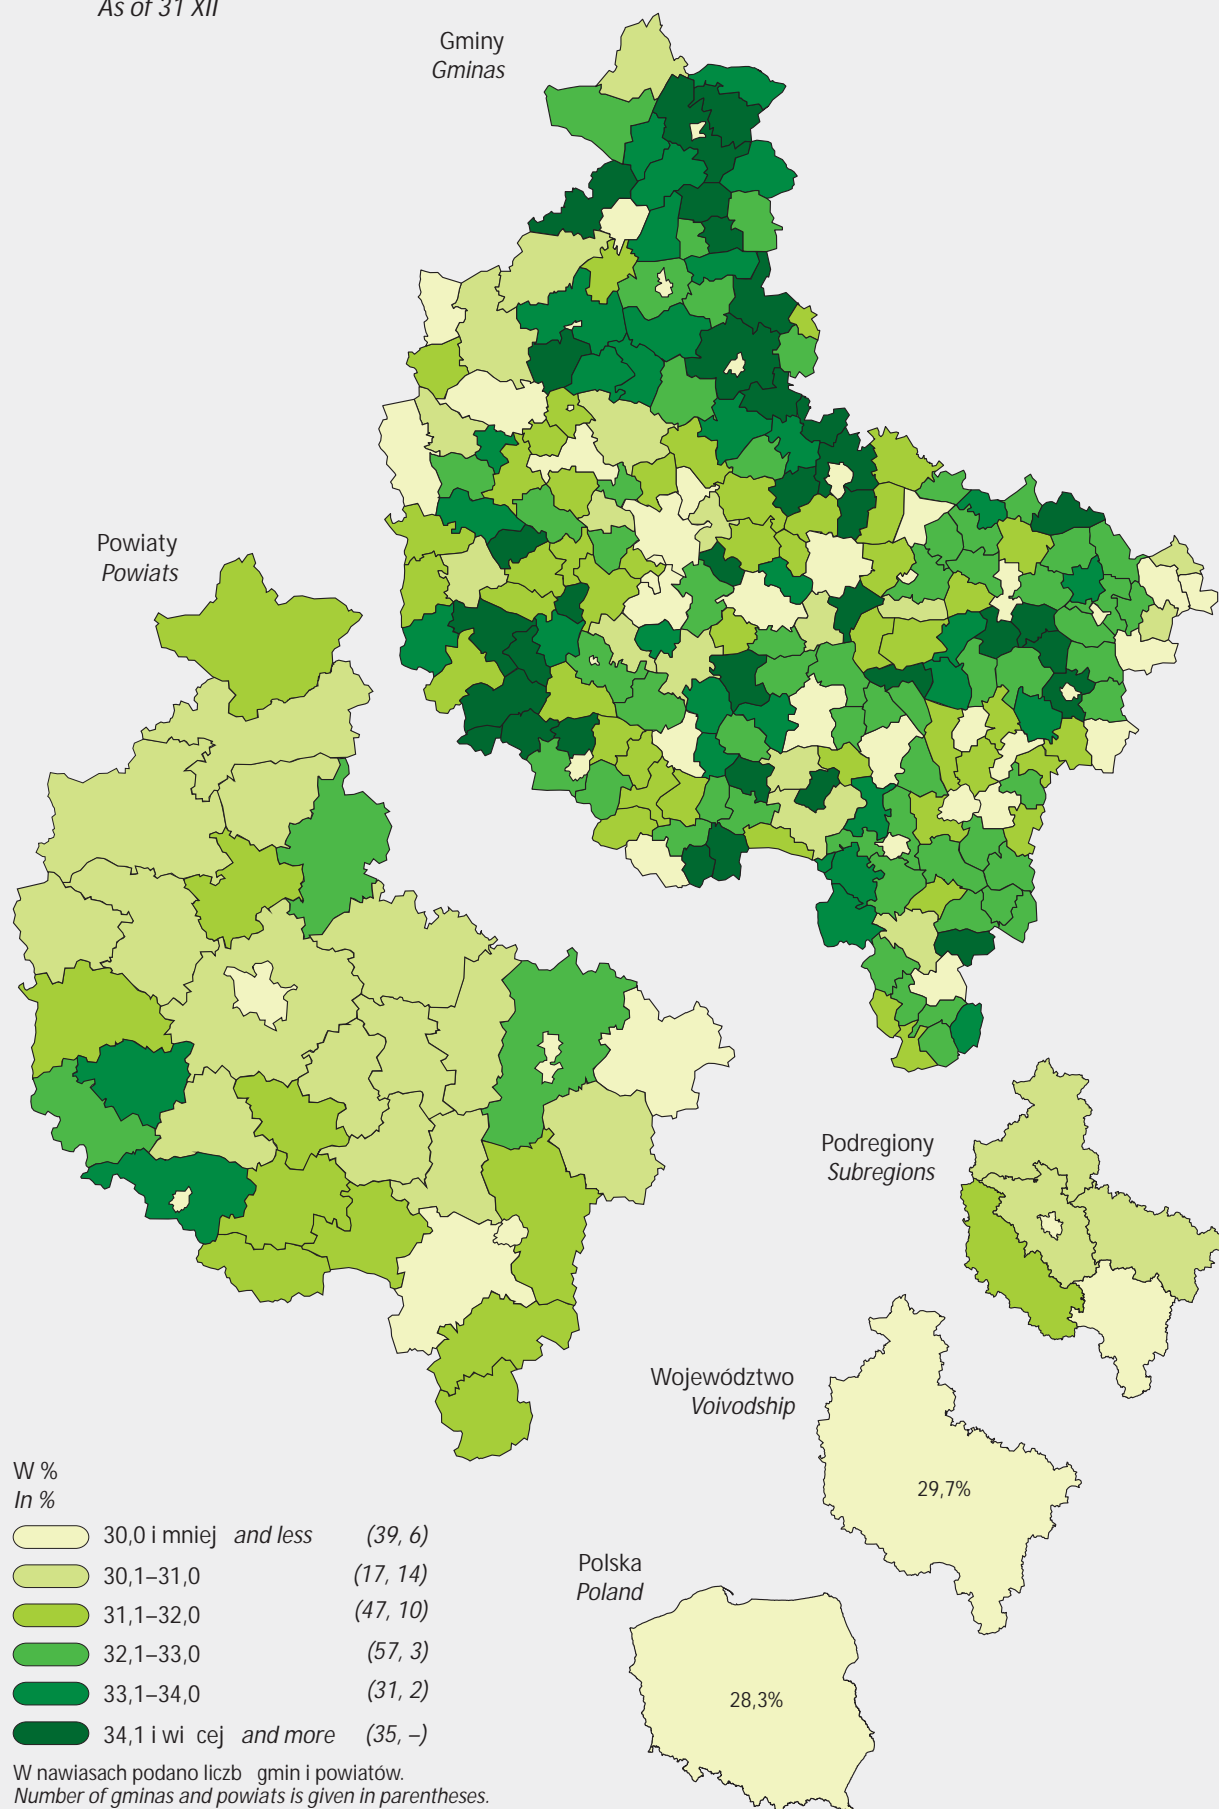 As of 31 XII
Gminy
Gminas
Powiaty
Powiats
Podregiony
Subregions
Województwo
Voivodship
29,7%
Polska
Poland
28,3%
W %
In %
30,0 i mniej and less (39, 6)
30,1–31,0 (17, 14)
31,1–32,0 (47, 10)
32,1–33,0 (57, 3)
33,1–34,0 (31, 2)
34,1 i wi cej and more (35, –)
W nawiasach podano liczb gmin i powiatów.
Number of gminas and powiats is given in parentheses.